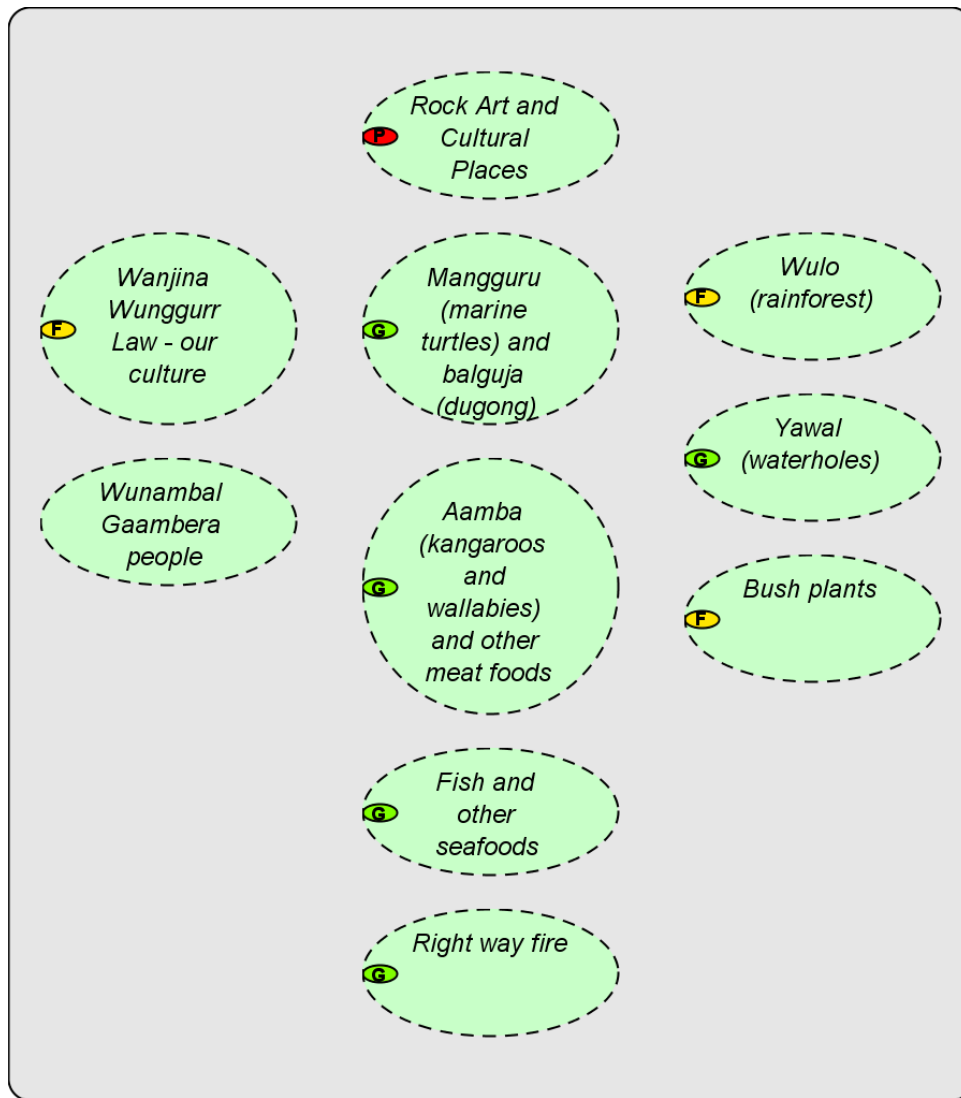 Rock Art and
Cultural
Places
P
Wanjina
Wunggurr
Law - our
culture
F
Wunambal
Gaambera
people
Mangguru
(marine
turtles) and
balguja
(dugong)
G
Aamba
(kangaroos
and
wallabies)
and other
meat foods
G
Fish and
other
seafoods
G
Right way fire
G
Wulo
(rainforest)
F
Yawal
(waterholes)
G
Bush plants
F